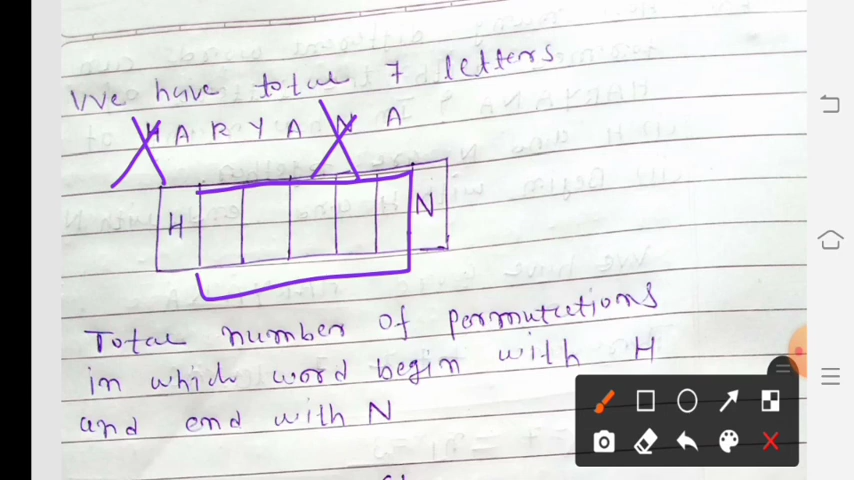 We have total 7 letters
H A R Y A N A
H N
Total number of permutations
in which word begin with H
and end with N